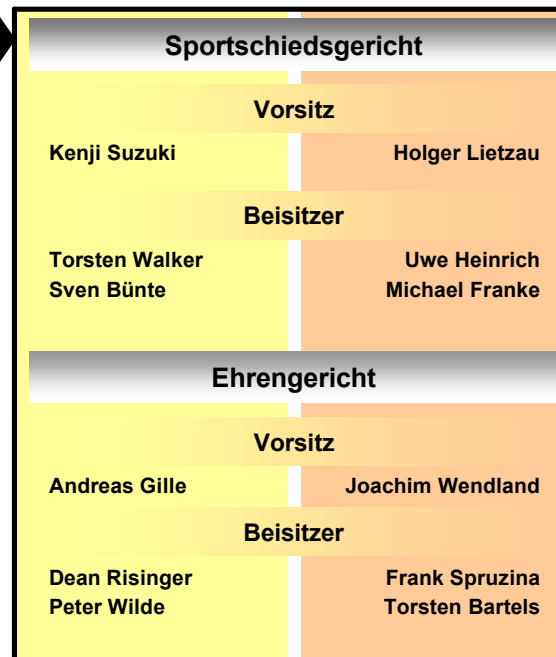 Sportschiedsgericht
Vorsitz
Kenji Suzuki Holger Lietzau
Beisitzer
Torsten Walker Uwe Heinrich
Sven Bünte Michael Franke
Ehrengericht
Vorsitz
Andreas Gille Joachim Wendland
Beisitzer
Dean Risinger Frank Spruzina
Peter Wilde Torsten Bartels